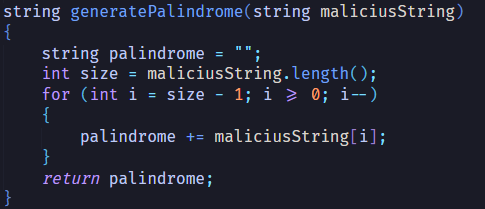 string generatePalindrome(string maliciusString)
{
    string palindrome = "";
    int size = maliciusString.length();
    for (int i = size - 1; i ≥ 0; i--)
    {
        palindrome += maliciusString[i];
    }
    return palindrome;
}